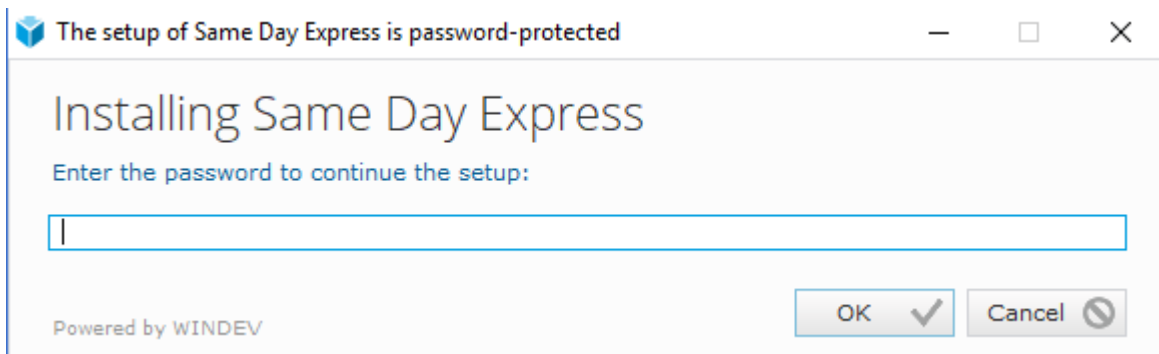 The setup of Same Day Express is password-protected
Installing Same Day Express
Enter the password to continue the setup:
OK Cancel
Powered by WINDEV